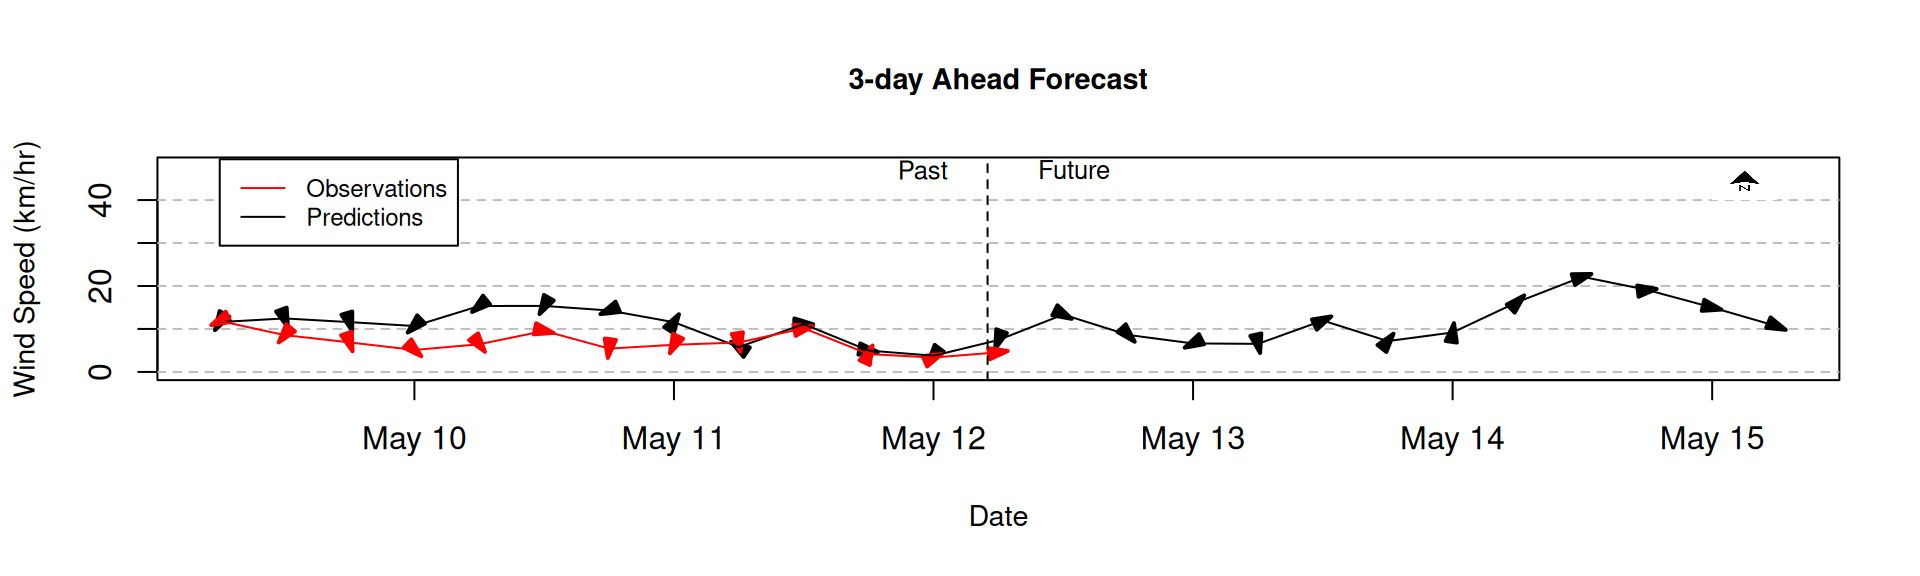 3-day Ahead Forecast
Wind Speed (km/hr)
40
20
0
Observations
Predictions
Past
Future
N
May 10
May 11
May 12
May 13
May 14
May 15
Date